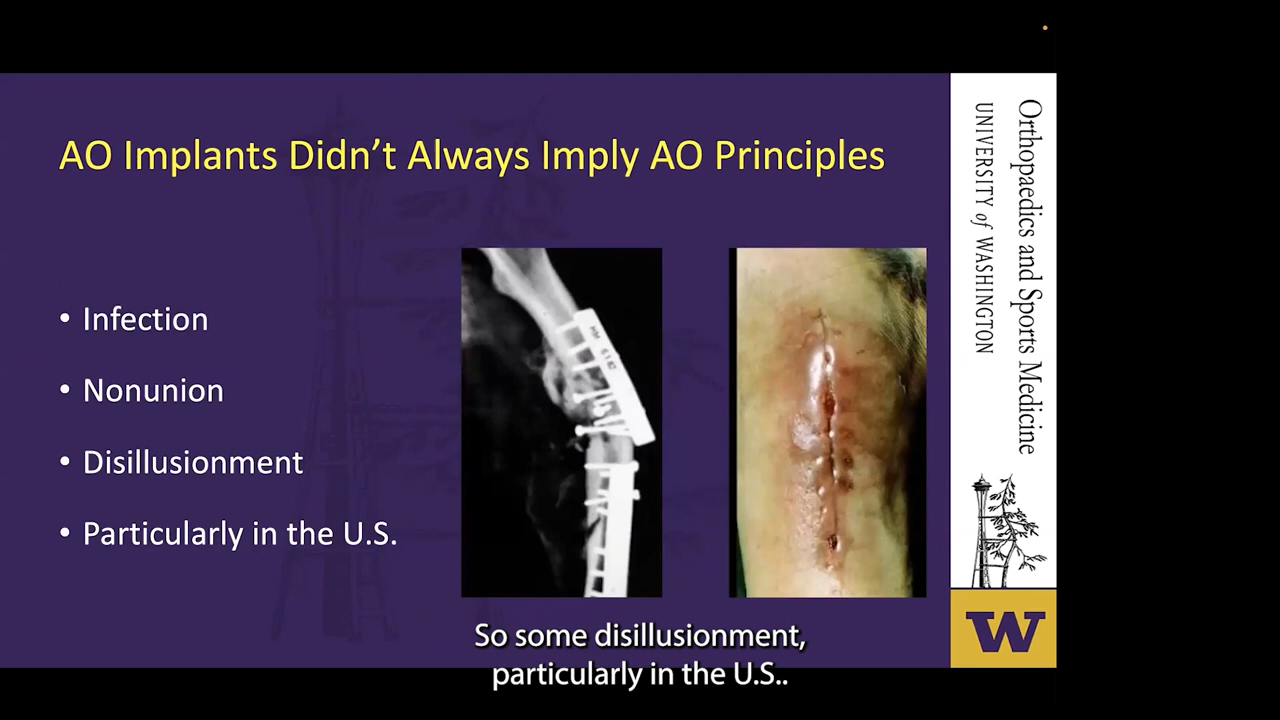 AO Implants Didn't Always Imply AO Principles
• Infection
• Nonunion
• Disillusionment
• Particularly in the U.S.
Orthopaedics and Sports Medicine
UNIVERSITY of WASHINGTON
W
So some disillusionment,
particularly in the U.S..